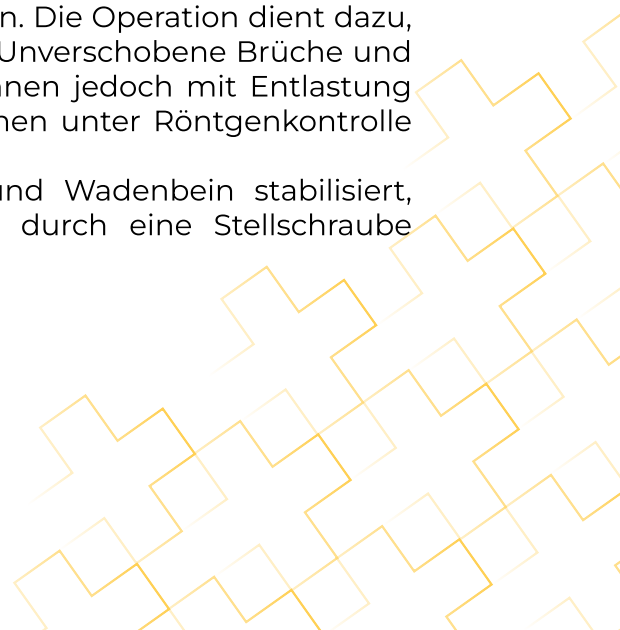 n. Die Operation dient dazu,
Unverschobene Brüche und
nnen jedoch mit Entlastung
nen unter Röntgenkontrolle
und Wadenbein stabilisiert,
durch eine Stellschraube